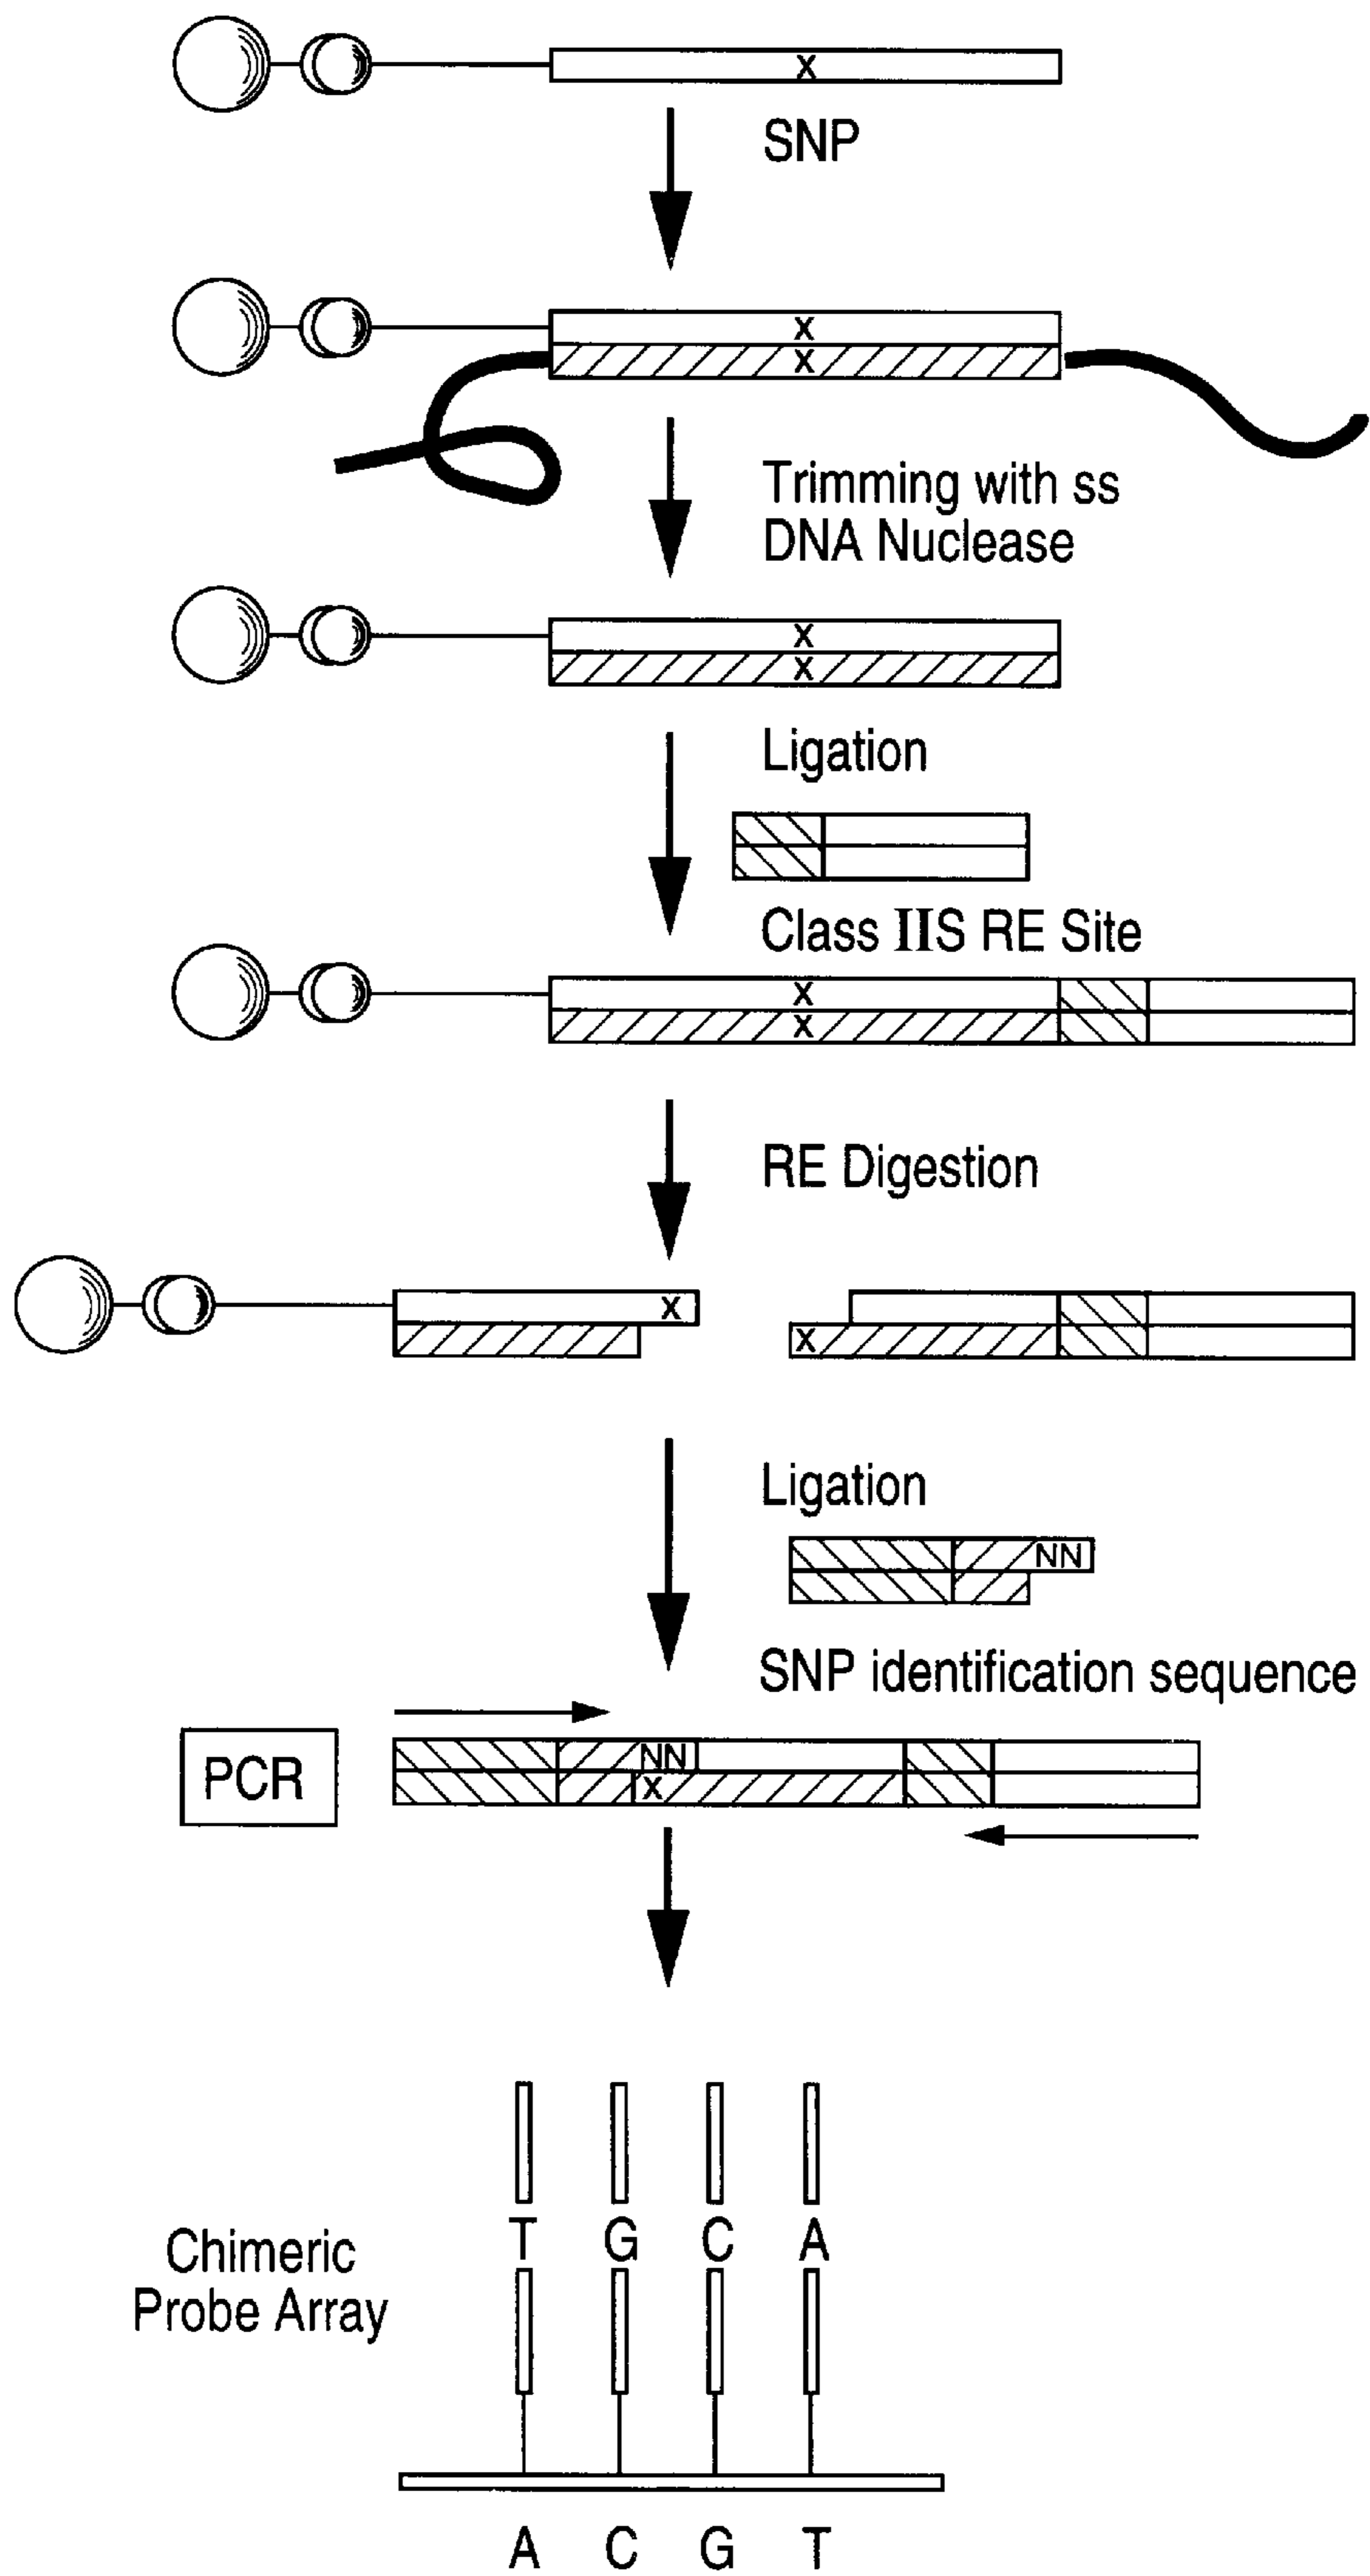 X
SNP
X
X
Trimming with ss
DNA Nuclease
X
X
Ligation
Class IIS RE Site
X
X
RE Digestion
X
X
Ligation
NN
SNP identification sequence
PCR
NN
X
T G C A
Chimeric
Probe Array
A C G T